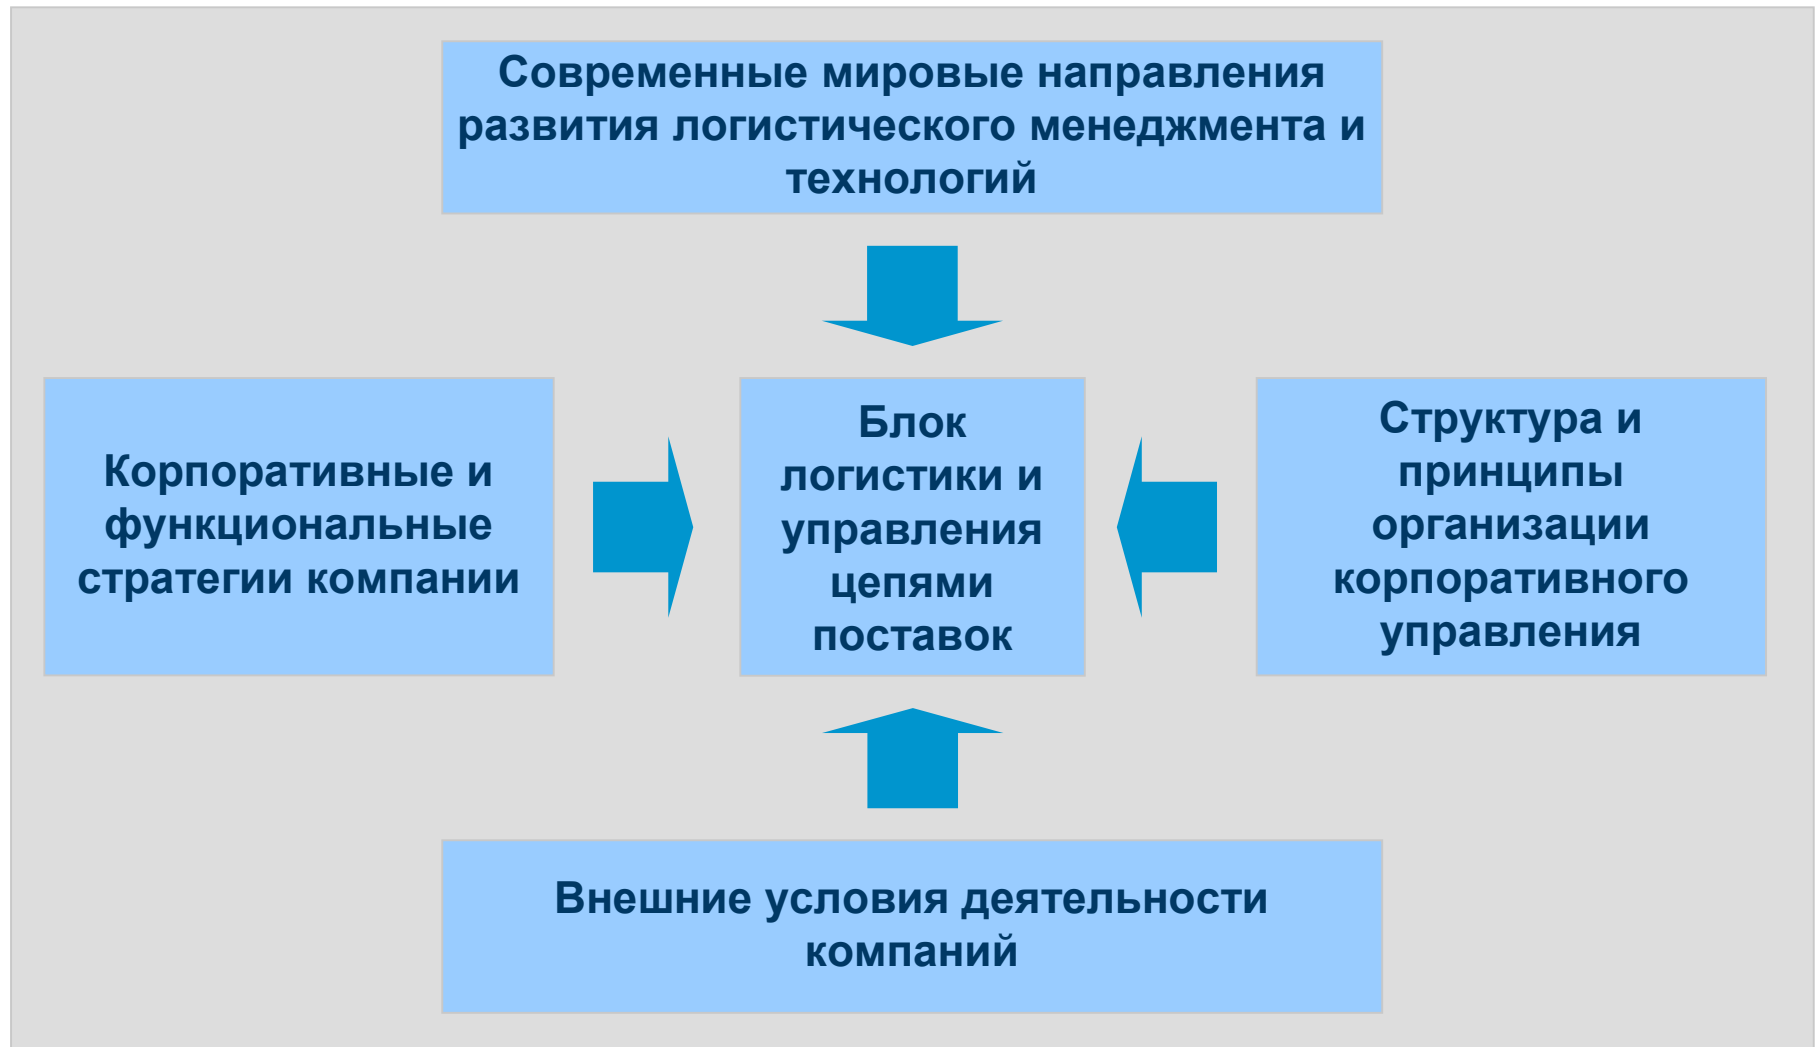 Современные мировые направления
развития логистического менеджмента и
технологий
Корпоративные и
функциональные
стратегии компании
Блок
логистики и
управления
цепями
поставок
Структура и
принципы
организации
корпоративного
управления
Внешние условия деятельности
компаний